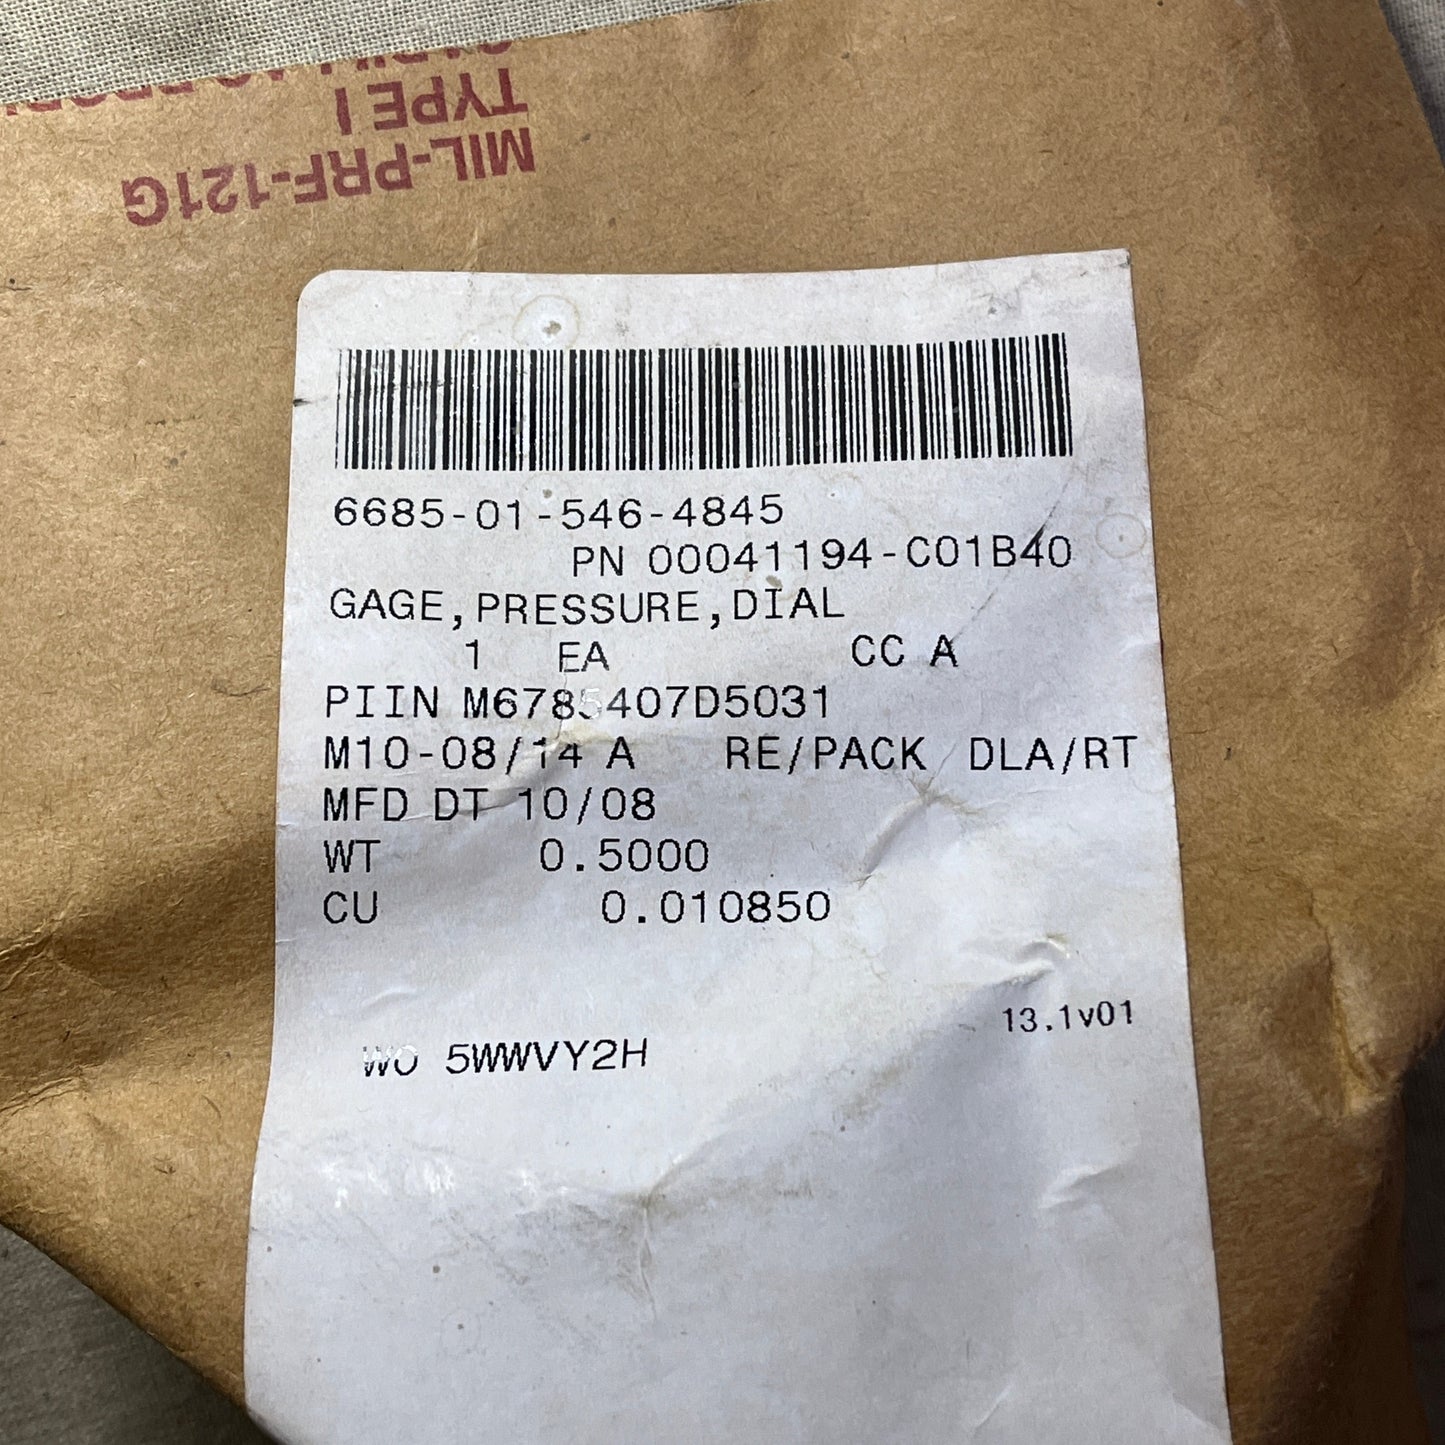 TYPE I
MIL-PRF-121G
6685-01-546-4845
PN 00041194-C01B40
GAGE,PRESSURE,DIAL
1 EA CC A
PIIN M6785407D5031
M10-08/14 A RE/PACK DLA/RT
MFD DT 10/08
WT 0.5000
CU 0.010850
13.1v01
WO 5WWVY2H